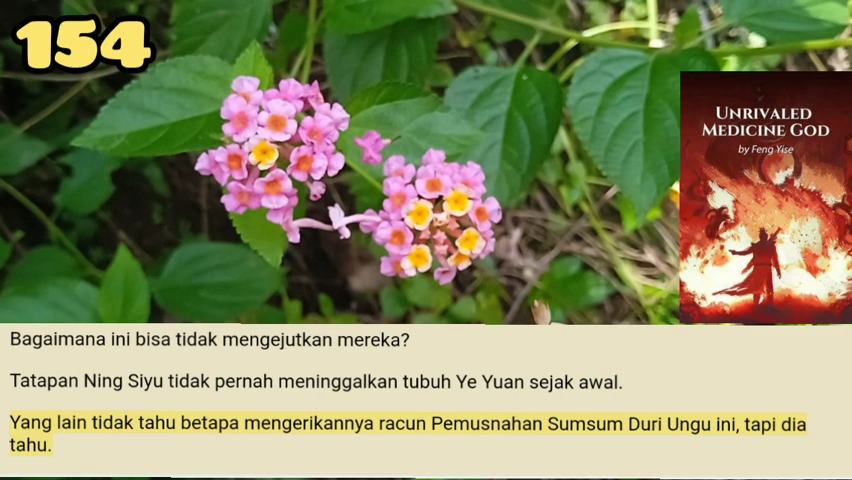 154
UNRIVALED
MEDICINE GOD
by Feng Yise
Bagaimana ini bisa tidak mengejutkan mereka?
Tatapan Ning Siyu tidak pernah meninggalkan tubuh Ye Yuan sejak awal.
Yang lain tidak tahu betapa mengerikannya racun Pemusnahan Sumsum Duri Ungu ini, tapi dia
tahu.